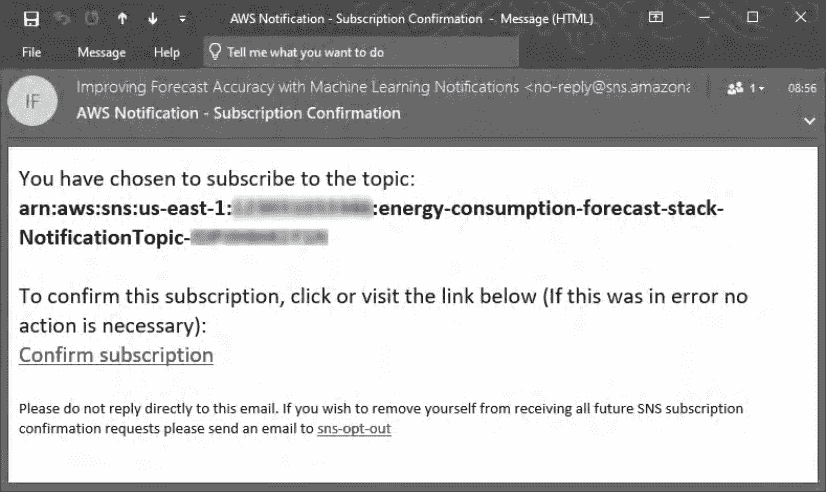 AWS Notification - Subscription Confirmation - Message (HTML)
File Message Help Tell me what you want to do
IF
Improving Forecast Accuracy with Machine Learning Notifications <no-reply@sns.amazona
1
08:56
AWS Notification - Subscription Confirmation
You have chosen to subscribe to the topic:
arn:aws:sns:us-east-1: :energy-consumption-forecast-stack-
NotificationTopic-
To confirm this subscription, click or visit the link below (If this was in error no
action is necessary):
Confirm subscription
Please do not reply directly to this email. If you wish to remove yourself from receiving all future SNS subscription
confirmation requests please send an email to sns-opt-out